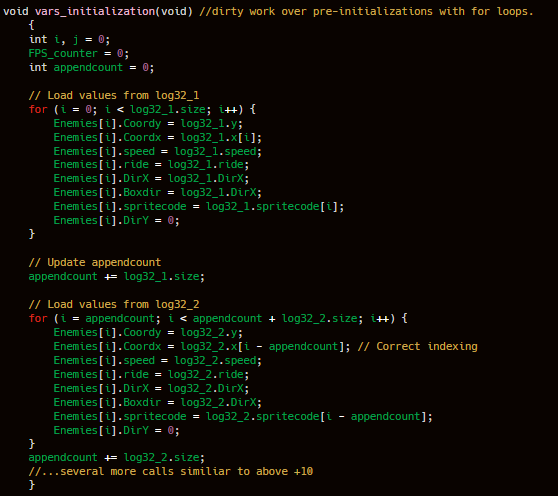 void vars_initialization(void) //dirty work over pre-initializations with for loops.
    {
    int i, j = 0;
    FPS_counter = 0;
    int appendcount = 0;

    // Load values from log32_1
    for (i = 0; i < log32_1.size; i++) {
        Enemies[i].Coordy = log32_1.y;
        Enemies[i].Coordx = log32_1.x[i];
        Enemies[i].speed = log32_1.speed;
        Enemies[i].ride = log32_1.ride;
        Enemies[i].DirX = log32_1.DirX;
        Enemies[i].Boxdir = log32_1.DirX;
        Enemies[i].spritecode = log32_1.spritecode[i];
        Enemies[i].DirY = 0;
    }

    // Update appendcount
    appendcount += log32_1.size;

    // Load values from log32_2
    for (i = appendcount; i < appendcount + log32_2.size; i++) {
        Enemies[i].Coordy = log32_2.y;
        Enemies[i].Coordx = log32_2.x[i - appendcount]; // Correct indexing
        Enemies[i].speed = log32_2.speed;
        Enemies[i].ride = log32_2.ride;
        Enemies[i].DirX = log32_2.DirX;
        Enemies[i].Boxdir = log32_2.DirX;
        Enemies[i].spritecode = log32_2.spritecode[i - appendcount];
        Enemies[i].DirY = 0;
    }
    appendcount += log32_2.size;
    //...several more calls similiar to above +10
    }